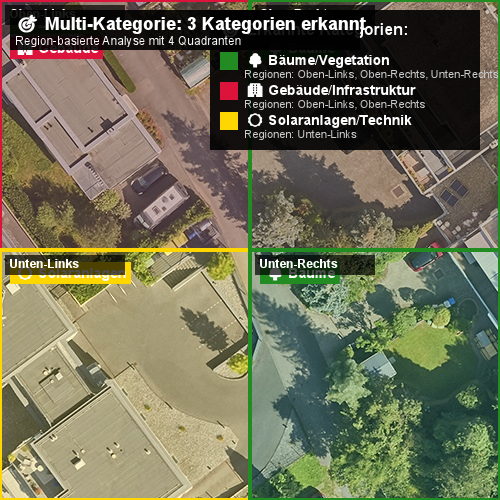 Multi-Kategorie: 3 Kategorien erkannt
Region-basierte Analyse mit 4 Quadranten
Gebäude
Bäume/Vegetation
Regionen: Oben-Links, Oben-Rechts, Unten-Rechts
Gebäude/Infrastruktur
Regionen: Oben-Links, Oben-Rechts
Solaranlagen/Technik
Regionen: Unten-Links
Unten-Links
Solaranlagen
Unten-Rechts
Bäume